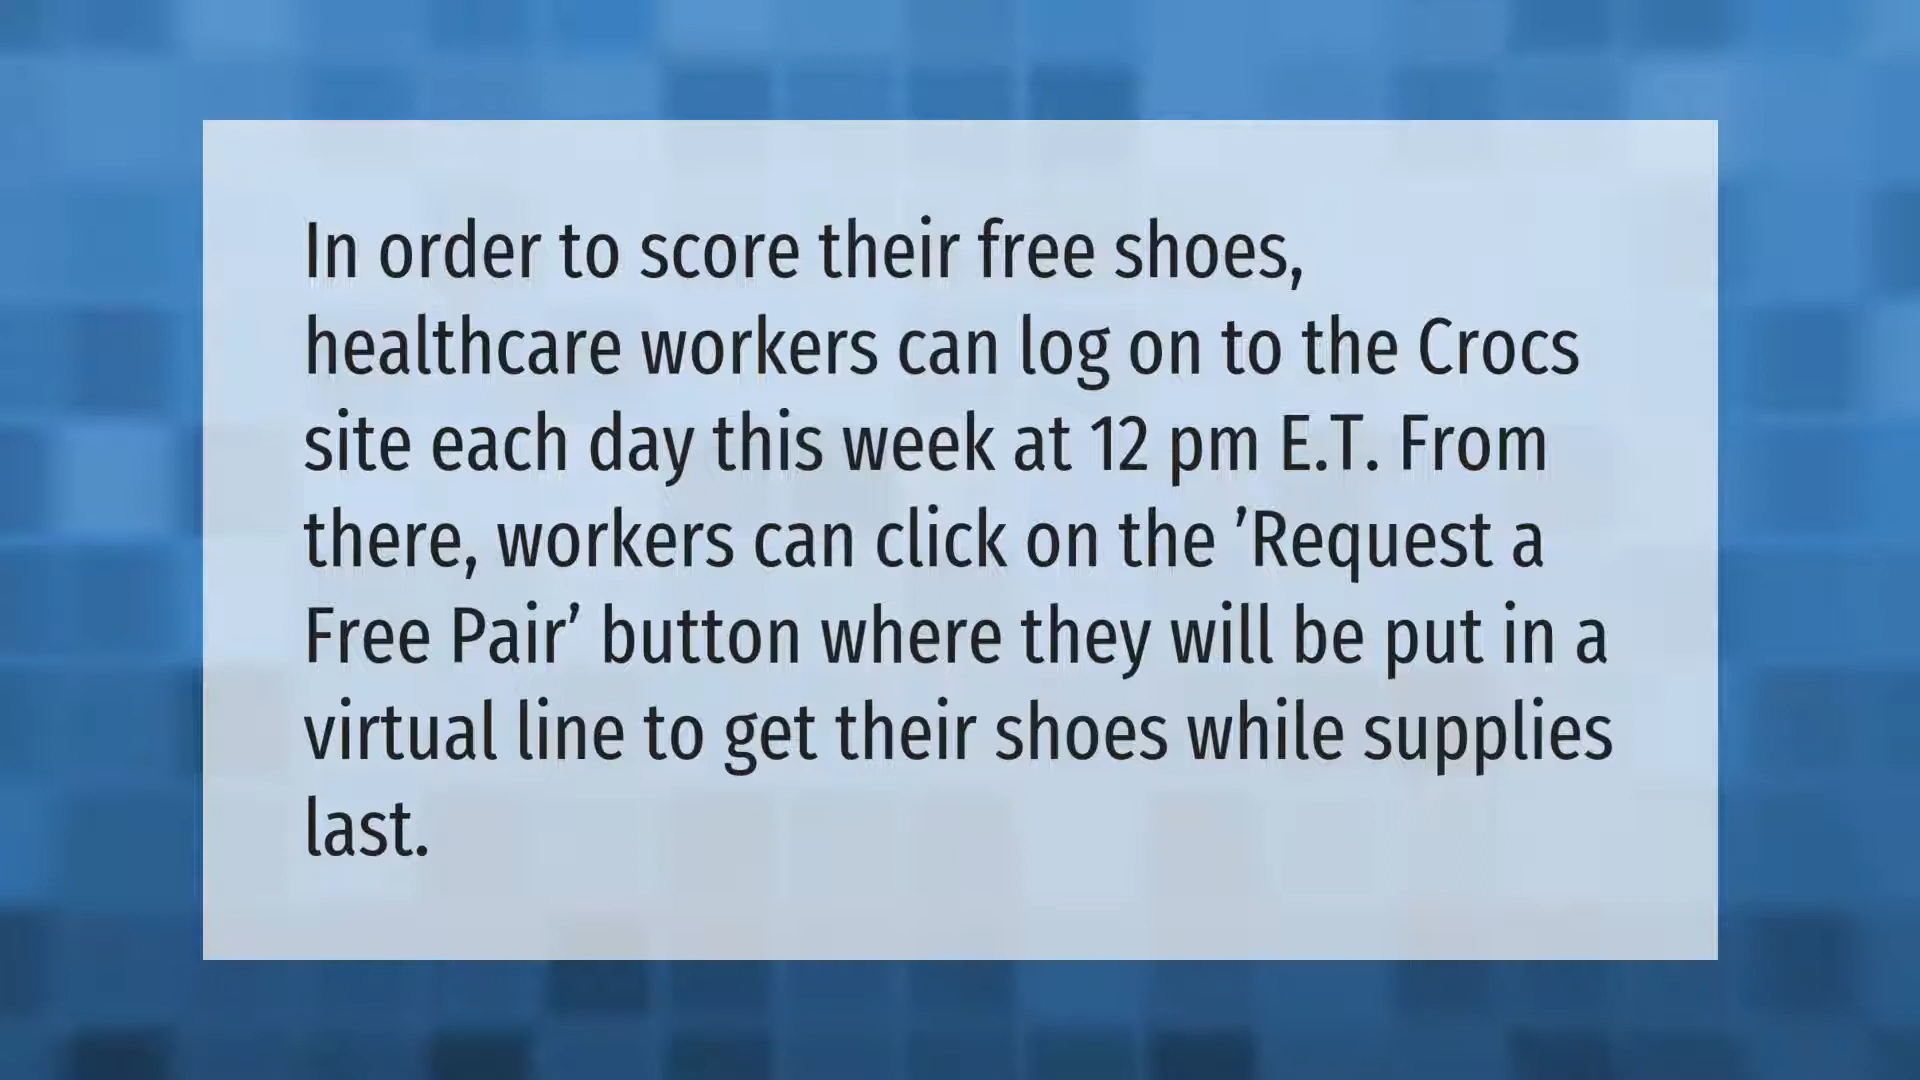 In order to score their free shoes,
healthcare workers can log on to the Crocs
site each day this week at 12 pm E.T. From
there, workers can click on the ’Request a
Free Pair’ button where they will be put in a
virtual line to get their shoes while supplies
last.